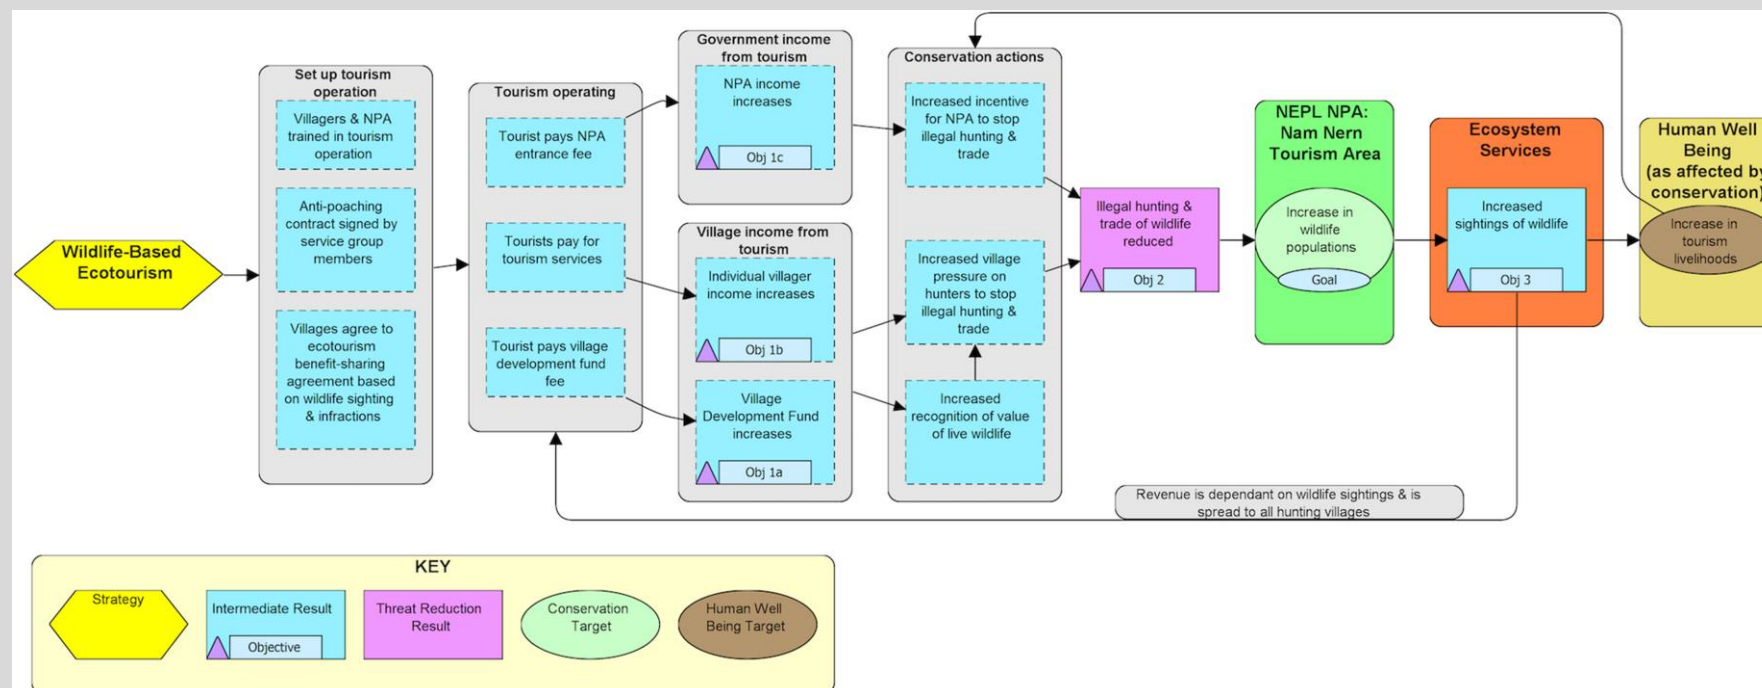 Wildlife-Based
Ecotourism
Set up tourism
operation
Villagers & NPA
trained in tourism
operation
Anti-poaching
contract signed by
service group
members
Villages agree to
ecotourism
benefit-sharing
agreement based
on wildlife sighting
& infractions
Tourism operating
Tourist pays NPA
entrance fee
Tourists pay for
tourism services
Tourist pays village
development fund
fee
Government income
from tourism
NPA income
increases
Obj 1c
Village income from
tourism
Individual villager
income increases
Obj 1b
Village
Development Fund
increases
Obj 1a
Conservation actions
Increased incentive
for NPA to stop
illegal hunting &
trade
Increased village
pressure on
hunters to stop
illegal hunting &
trade
Increased
recognition of value
of live wildlife
Illegal hunting &
trade of wildlife
reduced
Obj 2
NEPL NPA:
Nam Nern
Tourism Area
Increase in
wildlife
populations
Goal
Ecosystem
Services
Increased
sightings of wildlife
Obj 3
Human Well
Being
(as affected by
conservation)
Increase in
tourism
livelihoods
Revenue is dependant on wildlife sightings & is
spread to all hunting villages
KEY
Strategy
Intermediate Result
Objective
Threat Reduction
Result
Conservation
Target
Human Well
Being Target